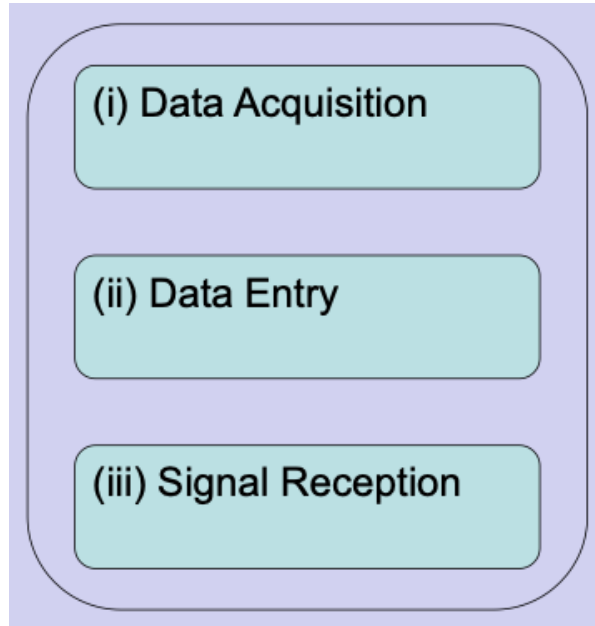 (i) Data Acquisition
(ii) Data Entry
(iii) Signal Reception